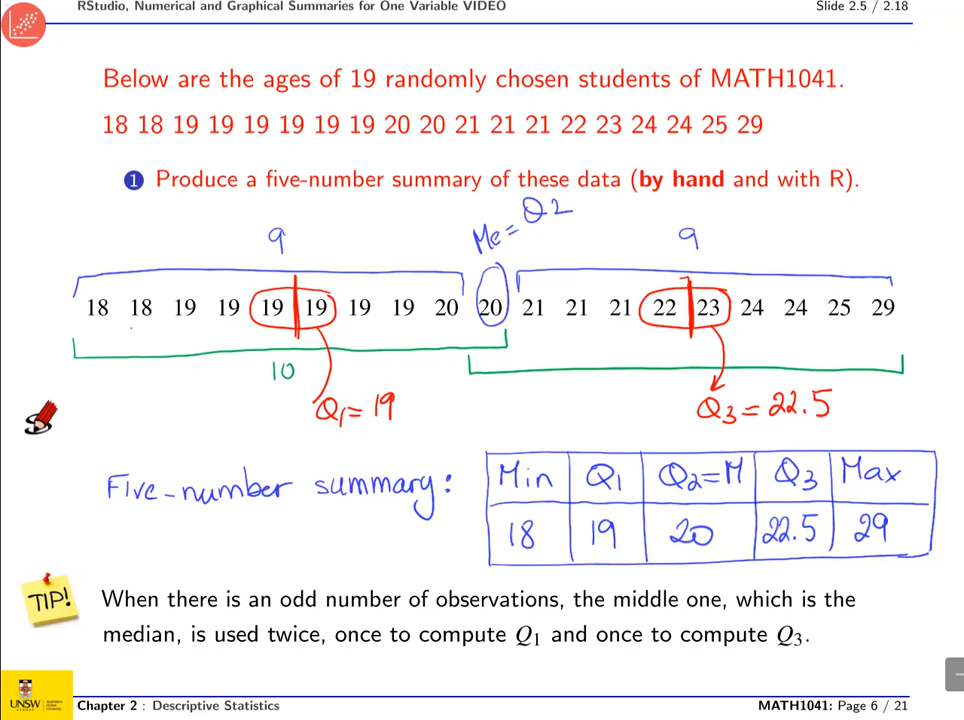 RStudio, Numerical and Graphical Summaries for One Variable VIDEO Slide 2.5 / 2.18
Below are the ages of 19 randomly chosen students of MATH1041.
18 18 19 19 19 19 19 19 20 20 21 21 21 22 23 24 24 25 29
1 Produce a five-number summary of these data (by hand and with R).
9 Me = Q2 9
18 18 19 19 19 19 19 19 20 20 21 21 21 22 23 24 24 25 29
10
Q1 = 19 Q3 = 22.5
Five-number summary:
Min Q1 Q2=M Q3 Max
18 19 20 22.5 29
TIP!
When there is an odd number of observations, the middle one, which is the
median, is used twice, once to compute Q1 and once to compute Q3.
UNSW
Chapter 2 : Descriptive Statistics MATH1041: Page 6 / 21